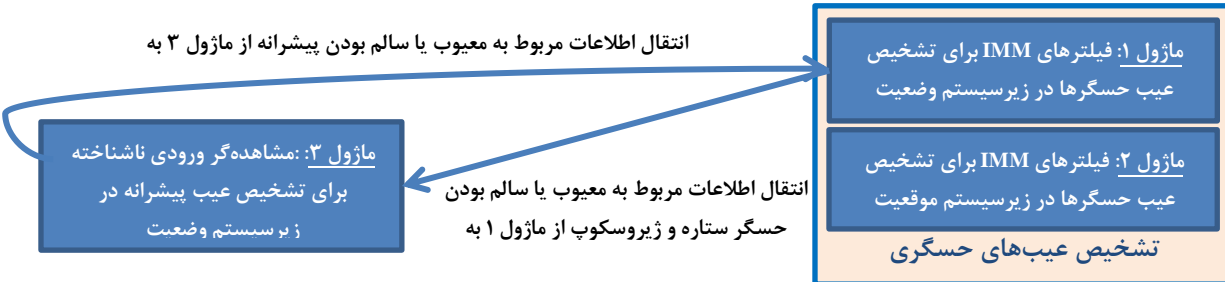 انتقال اطلاعات مربوط به معیوب یا سالم بودن پیشرانه از ماژول ۳ به
ماژول ۱: فیلترهای IMM برای تشخیص
عیب حسگرها در زیرسیستم وضعیت
ماژول ۲: فیلترهای IMM برای تشخیص
عیب حسگرها در زیرسیستم موقعیت
تشخیص عیب‌های حسگری
ماژول ۳: :مشاهده‌گر ورودی ناشناخته
برای تشخیص عیب پیشرانه در
زیرسیستم وضعیت
انتقال اطلاعات مربوط به معیوب یا سالم بودن
حسگر ستاره و ژیروسکوپ از ماژول ۱ به